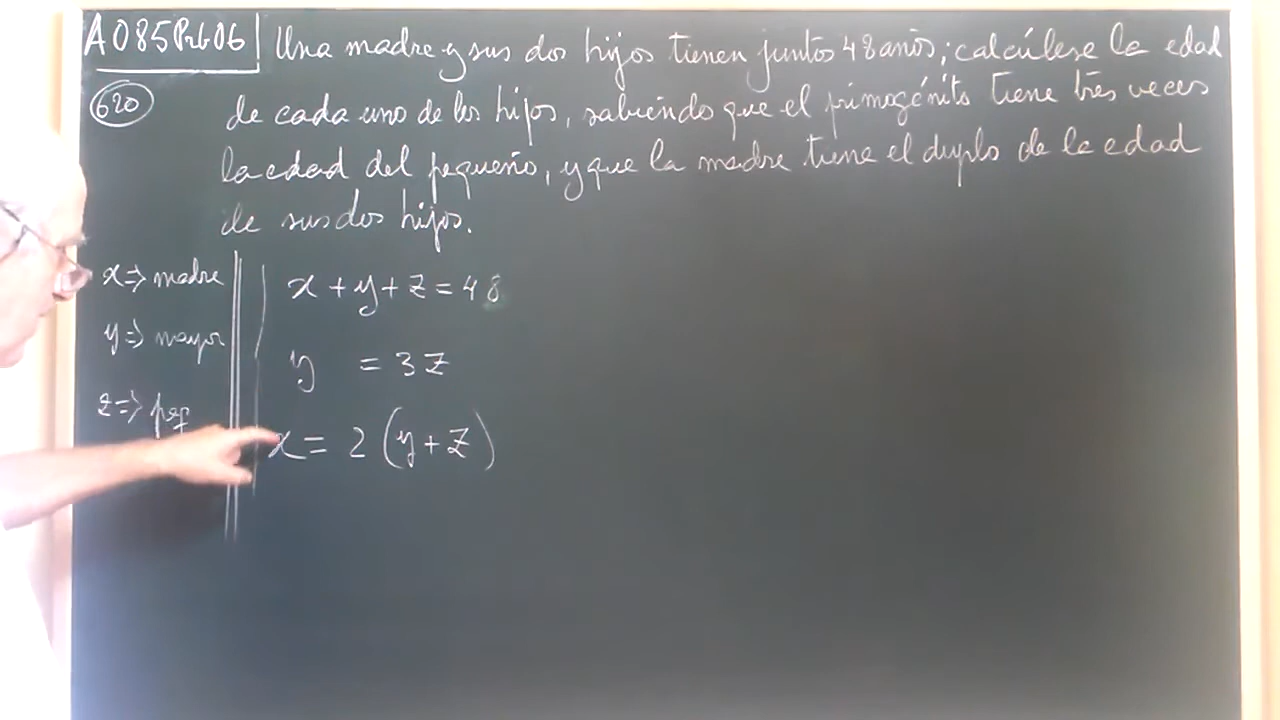 A085Prb06 Una madre y sus dos hijos tienen juntos 48 años; calcúlese la edad
620 de cada uno de los hijos, sabiendo que el primogénito tiene tres veces
la edad del pequeño, y que la madre tiene el duplo de la edad
de sus dos hijos.
x => madre
y => mayor
z => peq
x + y + z = 48
y = 3z
x = 2 (y + z)